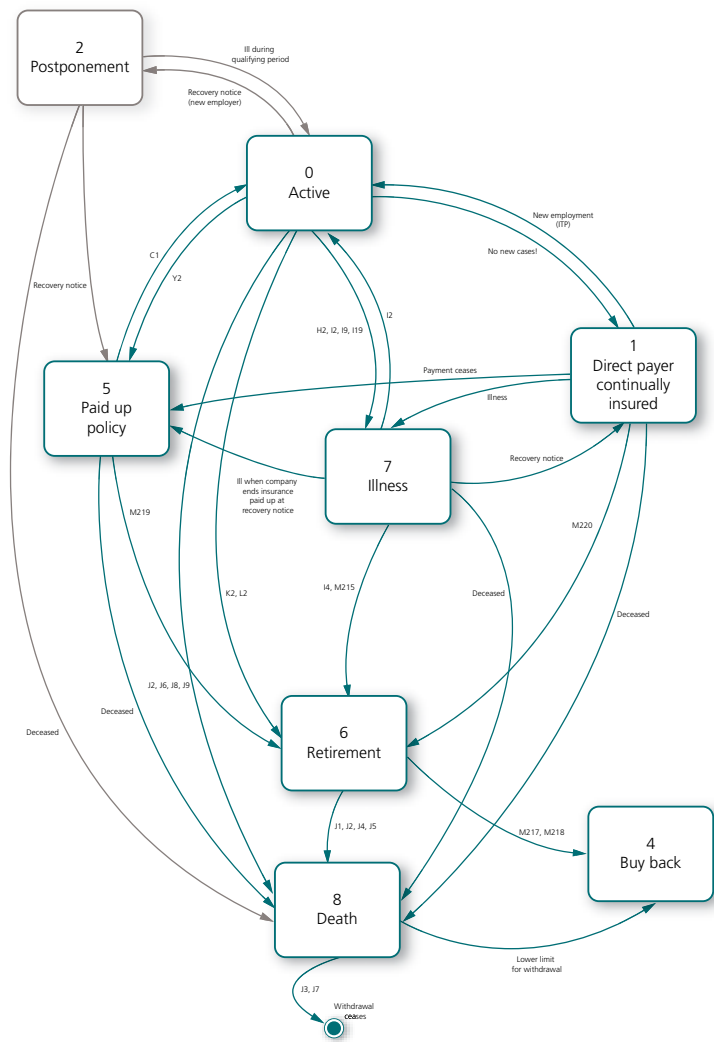 2
Postponement
Ill during
qualifying period
Recovery notice
(new employer)
0
Active
New employment
(ITP)
No new cases!
C1
Y2
Recovery notice
I2
H2, I2, I9, I19
1
Direct payer
continually
insured
5
Paid up
policy
Payment ceases
Illness
7
Illness
Recovery notice
Ill when company
ends insurance
paid up at
recovery notice
M219
M220
K2, L2
I4, M215
Deceased
Deceased
J2, J6, J8, J9
Deceased
Deceased
6
Retirement
J1, J2, J4, J5
M217, M218
4
Buy back
8
Death
Lower limit
for withdrawal
J3, J7
Withdrawal
ceases